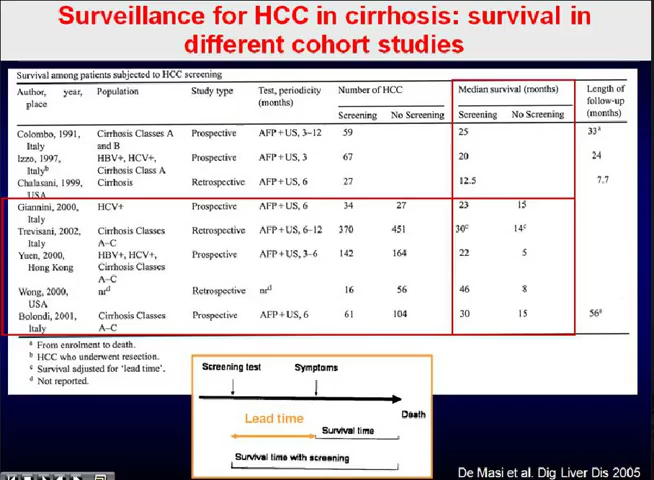 Surveillance for HCC in cirrhosis: survival in
different cohort studies
Survival among patients subjected to HCC screening
Author, year, place Population Study type Test, periodicity (months) Number of HCC Median survival (months) Length of follow-up (months)
Screening No Screening Screening No Screening
Colombo, 1991, Italy Cirrhosis Classes A and B Prospective AFP+US, 3–12 59 25 33a
Izzo, 1997, Italyb HBV+, HCV+, Cirrhosis Class A Prospective AFP+US, 3 67 20 24
Chalasani, 1999, USA Cirrhosis Retrospective AFP+US, 6 27 12.5 7.7
Giannini, 2000, Italy HCV+ Prospective AFP+US, 6 34 27 23 15
Trevisani, 2002, Italy Cirrhosis Classes A–C Retrospective AFP+US, 6–12 370 451 30c 14c
Yuen, 2000, Hong Kong HBV+, HCV+, Cirrhosis Classes A–C Prospective AFP+US, 3–6 142 164 22 5
Wong, 2000, USA nrd Retrospective nrd 16 56 46 8
Bolondi, 2001, Italy Cirrhosis Classes A–C Prospective AFP+US, 6 61 104 30 15 56a
a From enrolment to death.
b HCC who underwent resection.
c Survival adjusted for 'lead time'.
d Not reported.
Screening test Symptoms
Death
Lead time
Survival time
Survival time with screening
De Masi et al. Dig Liver Dis 2005